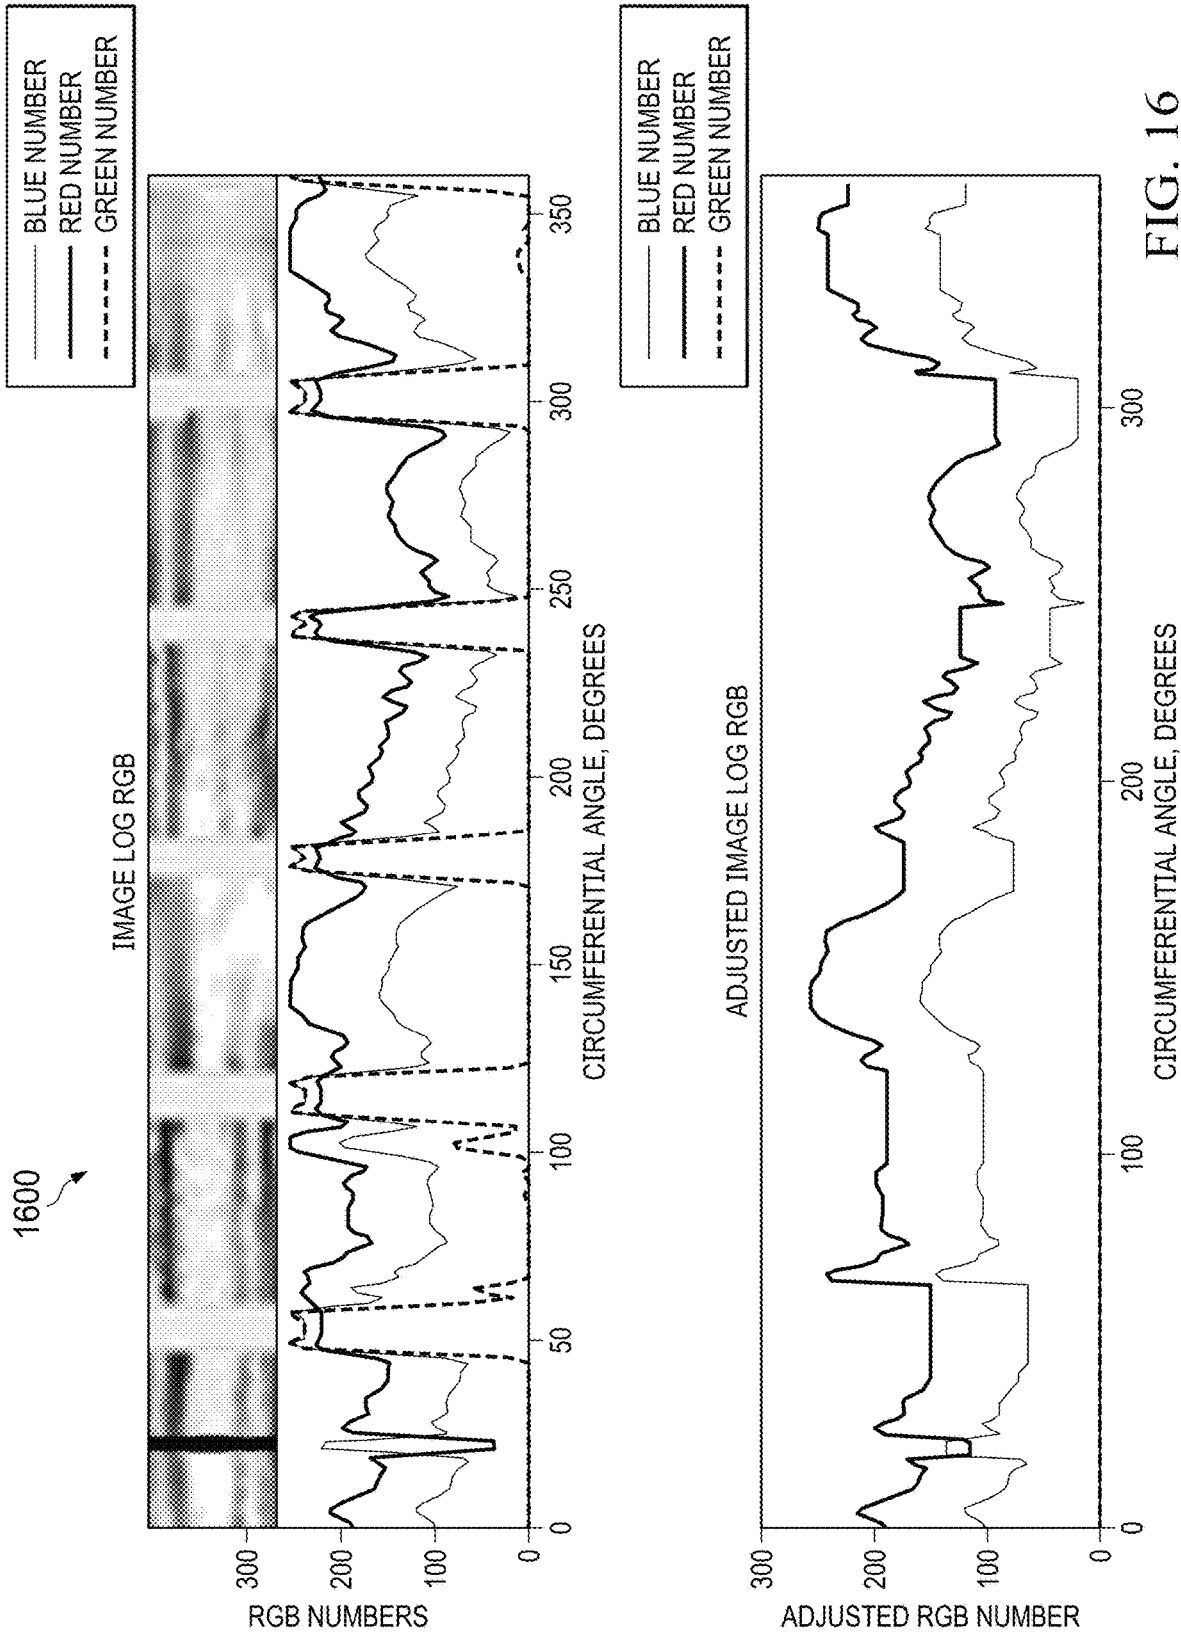 1600
IMAGE LOG RGB
BLUE NUMBER
RED NUMBER
GREEN NUMBER
300
200
100
0
RGB NUMBERS
0
50
100
150
200
250
300
350
CIRCUMFERENTIAL ANGLE, DEGREES
ADJUSTED IMAGE LOG RGB
BLUE NUMBER
RED NUMBER
GREEN NUMBER
300
200
100
0
ADJUSTED RGB NUMBER
0
100
200
300
CIRCUMFERENTIAL ANGLE, DEGREES
FIG. 16